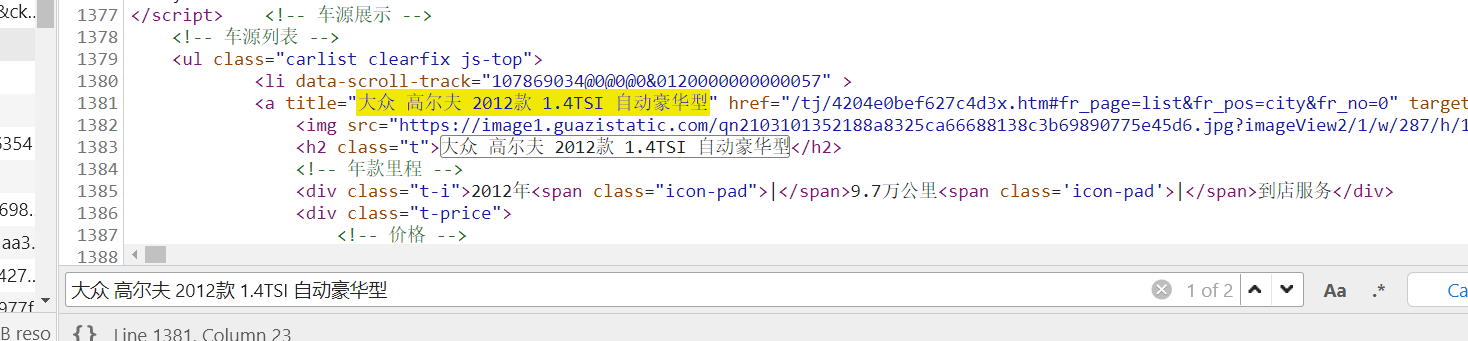 &ck...
1377 </script> <!-- 车源展示 -->
1378 <!-- 车源列表 -->
1379 <ul class="carlist clearfix js-top">
1380 <li data-scroll-track="107869034@0@0@0&0120000000000057" >
1381 <a title="大众 高尔夫 2012款 1.4TSI 自动豪华型" href="/tj/4204e0bef627c4d3x.htm#fr_page=list&fr_pos=city&fr_no=0" target
1382 <img src="https://image1.guazistatic.com/qn2103101352188a8325ca66688138c3b69890775e45d6.jpg?imageView2/1/w/287/h/1
6354
1383 <h2 class="t">大众 高尔夫 2012款 1.4TSI 自动豪华型</h2>
1384 <!-- 年款里程 -->
1385 <div class="t-i">2012年<span class="icon-pad">|</span>9.7万公里<span class='icon-pad'>|</span>到店服务</div>
698...
1386 <div class="t-price">
aa3...
1387 <!-- 价格 -->
1388
427...
大众 高尔夫 2012款 1.4TSI 自动豪华型
1 of 2
Aa
.*
Ca
977f
B reso
{ }
Line 1381, Column 23